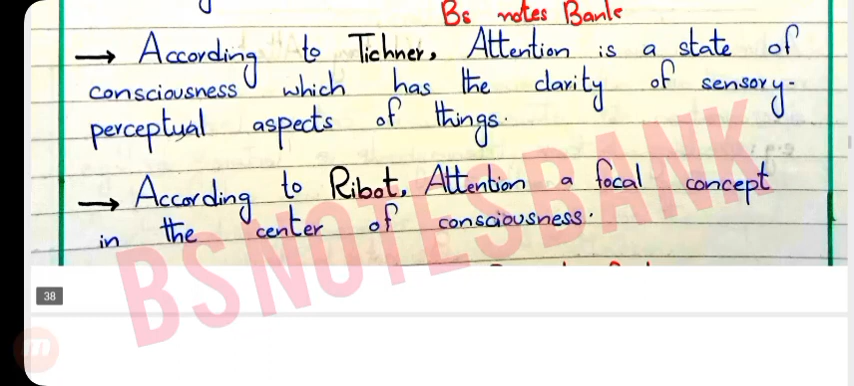 Bs notes Bank
→ According to Tichner, Attention is a state of
consciousness which has the clarity of sensory-
perceptual aspects of things.
→ According to Ribot, Attention a focal concept
in the center of consciousness.
BSNOTESBANK
38
m